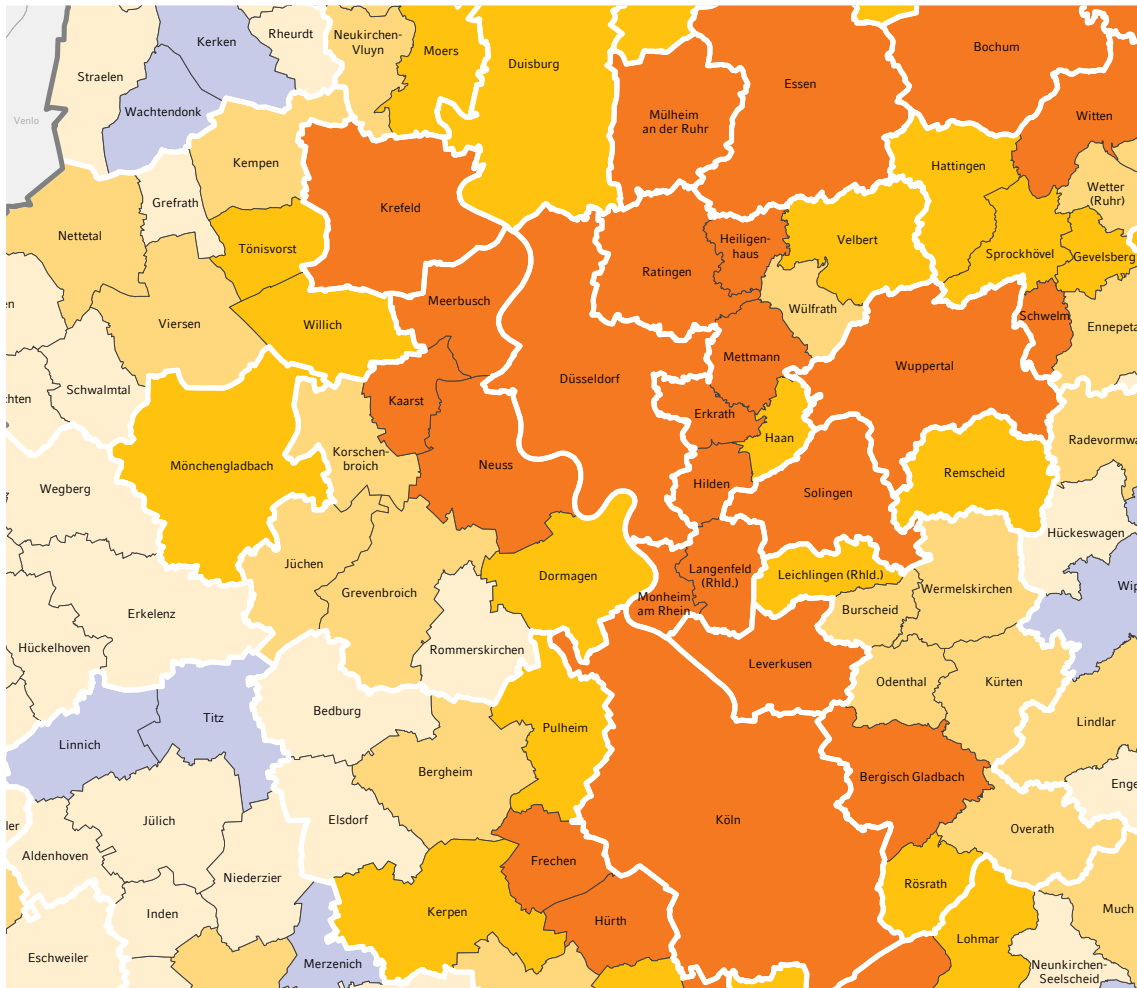 Kerken
Rheurdt
Neukirchen-
Vluyn
Moers
Duisburg
Bochum
Straelen
Essen
Wachtendonk
Venlo
Mülheim
an der Ruhr
Witten
Kempen
Hattingen
Wetter
(Ruhr)
Grefrath
Krefeld
Nettetal
Tönisvorst
Heiligen-
haus
Velbert
Sprockhövel
Gevelsberg
Ratingen
Meerbusch
en
Viersen
Willich
Wülfrath
Schwelm
Ennepeta
Mettmann
Wuppertal
Düsseldorf
Schwalmtal
chten
Kaarst
Erkrath
Haan
Radevormwa
Korschen-
broich
Mönchengladbach
Neuss
Remscheid
Wegberg
Hilden
Solingen
Hückeswagen
Jüchen
Dormagen
Langenfeld
(Rhld.)
Leichlingen (Rhld.)
Wip
Grevenbroich
Wermelskirchen
Monheim
am Rhein
Burscheid
Erkelenz
Hückelhoven
Rommerskirchen
Leverkusen
Odenthal
Kürten
Bedburg
Titz
Lindlar
Pulheim
Linnich
Bergheim
Bergisch Gladbach
Enge
Jülich
Elsdorf
Köln
Overath
ler
Aldenhoven
Frechen
Niederzier
Rösrath
Inden
Kerpen
Hürth
Much
Lohmar
Eschweiler
Merzenich
Neunkirchen-
Seelscheid